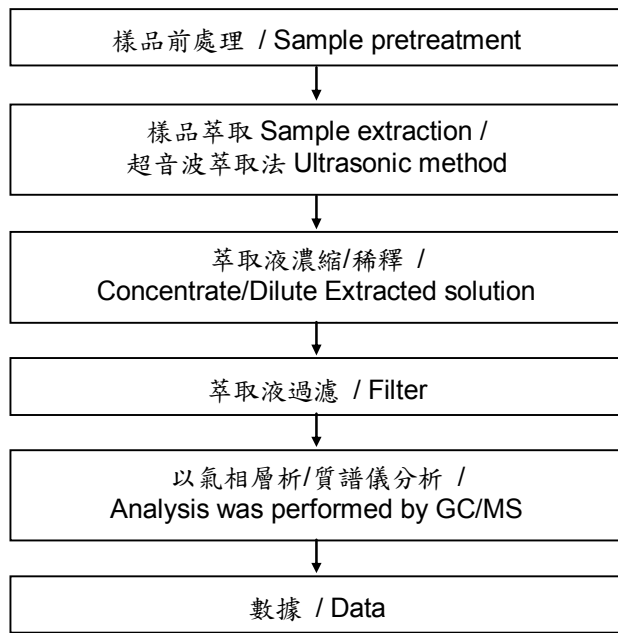 樣品前處理 / Sample pretreatment
樣品萃取 Sample extraction /
超音波萃取法 Ultrasonic method
萃取液濃縮/稀釋 /
Concentrate/Dilute Extracted solution
萃取液過濾 / Filter
以氣相層析/質譜儀分析 /
Analysis was performed by GC/MS
數據 / Data